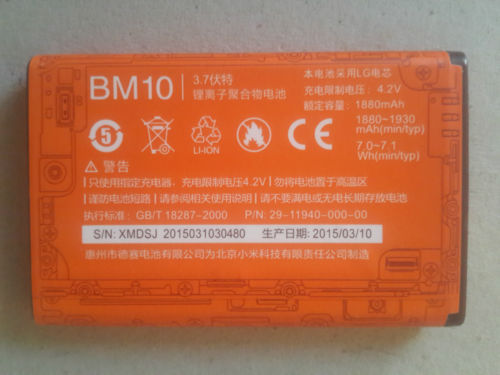 BM10
3.7伏特
锂离子聚合物电池
本电池采用LG电芯
充电限制电压: 4.2V
额定容量: 1880mAh
1880~1930
mAh(min/typ)
7.0~7.1
Wh(min/typ)
5
LI-ION
CE
警告
只使用指定充电器,充电限制电压4.2V|勿将电池置于高温区
谨防电池短路|请参阅相关使用说明|请不要满电或无电长期存放电池
18287标准: GB/T 18287-2000 P/N: 29-11940-000-00
S/N: XMDSJ 2015031030480 生产日期: 2015/03/10
惠州市德赛电池有限公司为北京小米科技有限责任公司制造